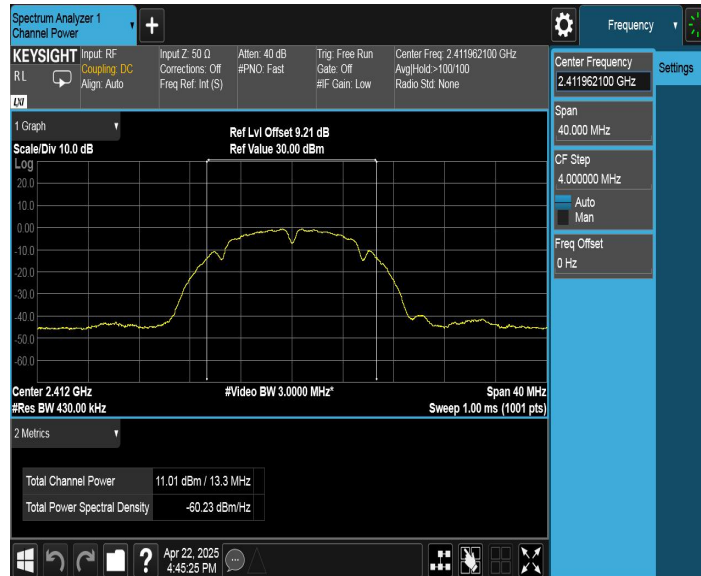 Spectrum Analyzer 1
Channel Power
+
Frequency
KEYSIGHT
RL
LXI
Input: RF
Coupling: DC
Align: Auto
Input Z: 50 Ω
Corrections: Off
Freq Ref: Int (S)
Atten: 40 dB
#PNO: Fast
Trig: Free Run
Gate: Off
#IF Gain: Low
Center Freq: 2.411962100 GHz
Avg|Hold:>100/100
Radio Std: None
Center Frequency
2.411962100 GHz
Settings
Span
40.000 MHz
CF Step
4.000000 MHz
Auto
Man
Freq Offset
0 Hz
1 Graph
Scale/Div 10.0 dB
Ref Lvl Offset 9.21 dB
Ref Value 30.00 dBm
Log
20.0
10.0
0.00
-10.0
-20.0
-30.0
-40.0
-50.0
-60.0
Center 2.412 GHz
#Video BW 3.0000 MHz*
Span 40 MHz
#Res BW 430.00 kHz
Sweep 1.00 ms (1001 pts)
2 Metrics
Total Channel Power 11.01 dBm / 13.3 MHz
Total Power Spectral Density -60.23 dBm/Hz
?
Apr 22, 2025
4:45:25 PM